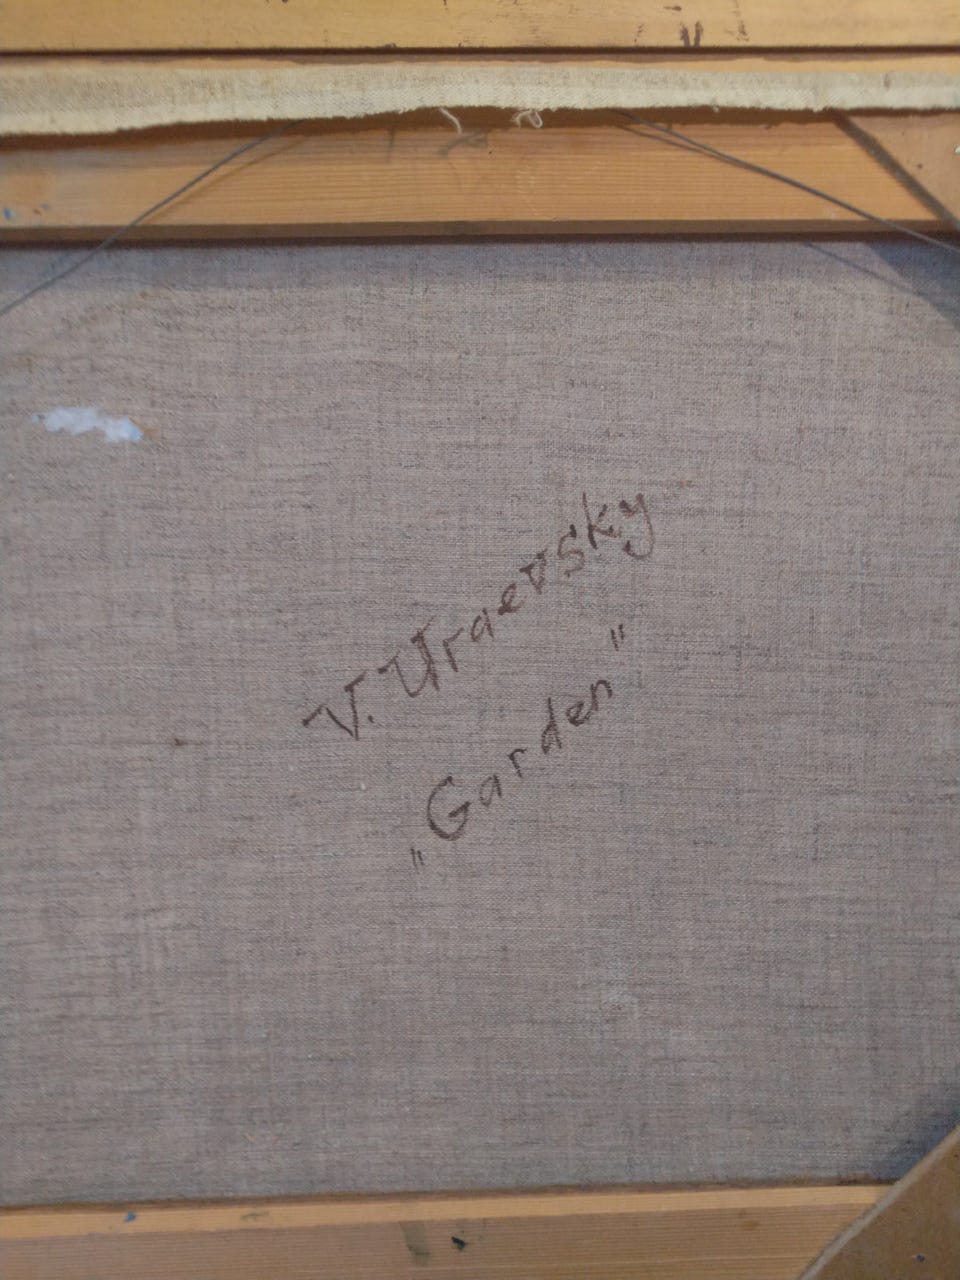 V. Uraevsky
„Garden"